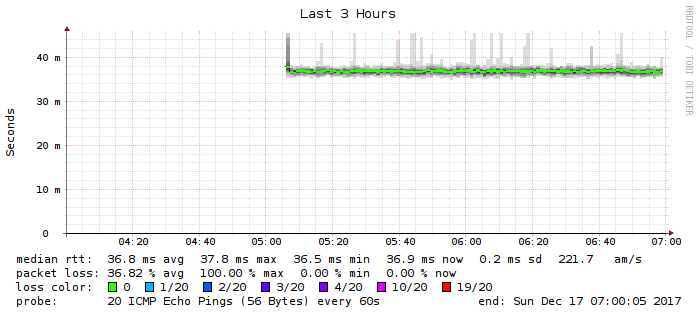 Last 3 Hours
RRDTOOL / TOBI OETIKER
Seconds
40 m
30 m
20 m
10 m
0
04:20 04:40 05:00 05:20 05:40 06:00 06:20 06:40 07:00
median rtt: 36.8 ms avg 37.8 ms max 36.5 ms min 36.9 ms now 0.2 ms sd 221.7 am/s
packet loss: 36.82 % avg 100.00 % max 0.00 % min 0.00 % now
loss color: 0 1/20 2/20 3/20 4/20 10/20 19/20
probe: 20 ICMP Echo Pings (56 Bytes) every 60s end: Sun Dec 17 07:00:05 2017